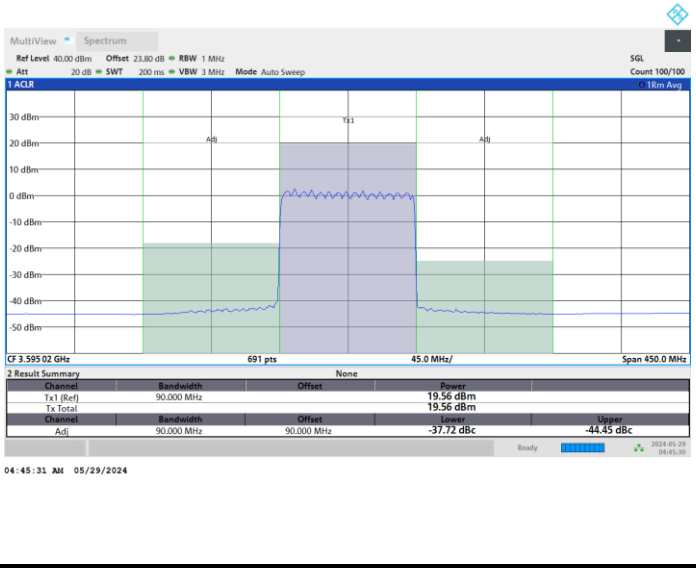 MultiView Spectrum
Ref Level 40.00 dBm Offset 23.80 dB RBW 1 MHz SGL
Att 20 dB SWT 200 ms VBW 3 MHz Mode Auto Sweep Count 100/100
1 ACLR 1Rm Avg
30 dBm
Tx1
Adj Adj
20 dBm
10 dBm
0 dBm
-10 dBm
-20 dBm
-30 dBm
-40 dBm
-50 dBm
CF 3.595 02 GHz 691 pts 45.0 MHz/ Span 450.0 MHz
2 Result Summary None
Channel Bandwidth Offset Power
Tx1 (Ref) 90.000 MHz 19.56 dBm
Tx Total 19.56 dBm
Channel Bandwidth Offset Lower Upper
Adj 90.000 MHz 90.000 MHz -37.72 dBc -44.45 dBc
Ready 2024-05-29
04:45:30
04:45:31 AM 05/29/2024